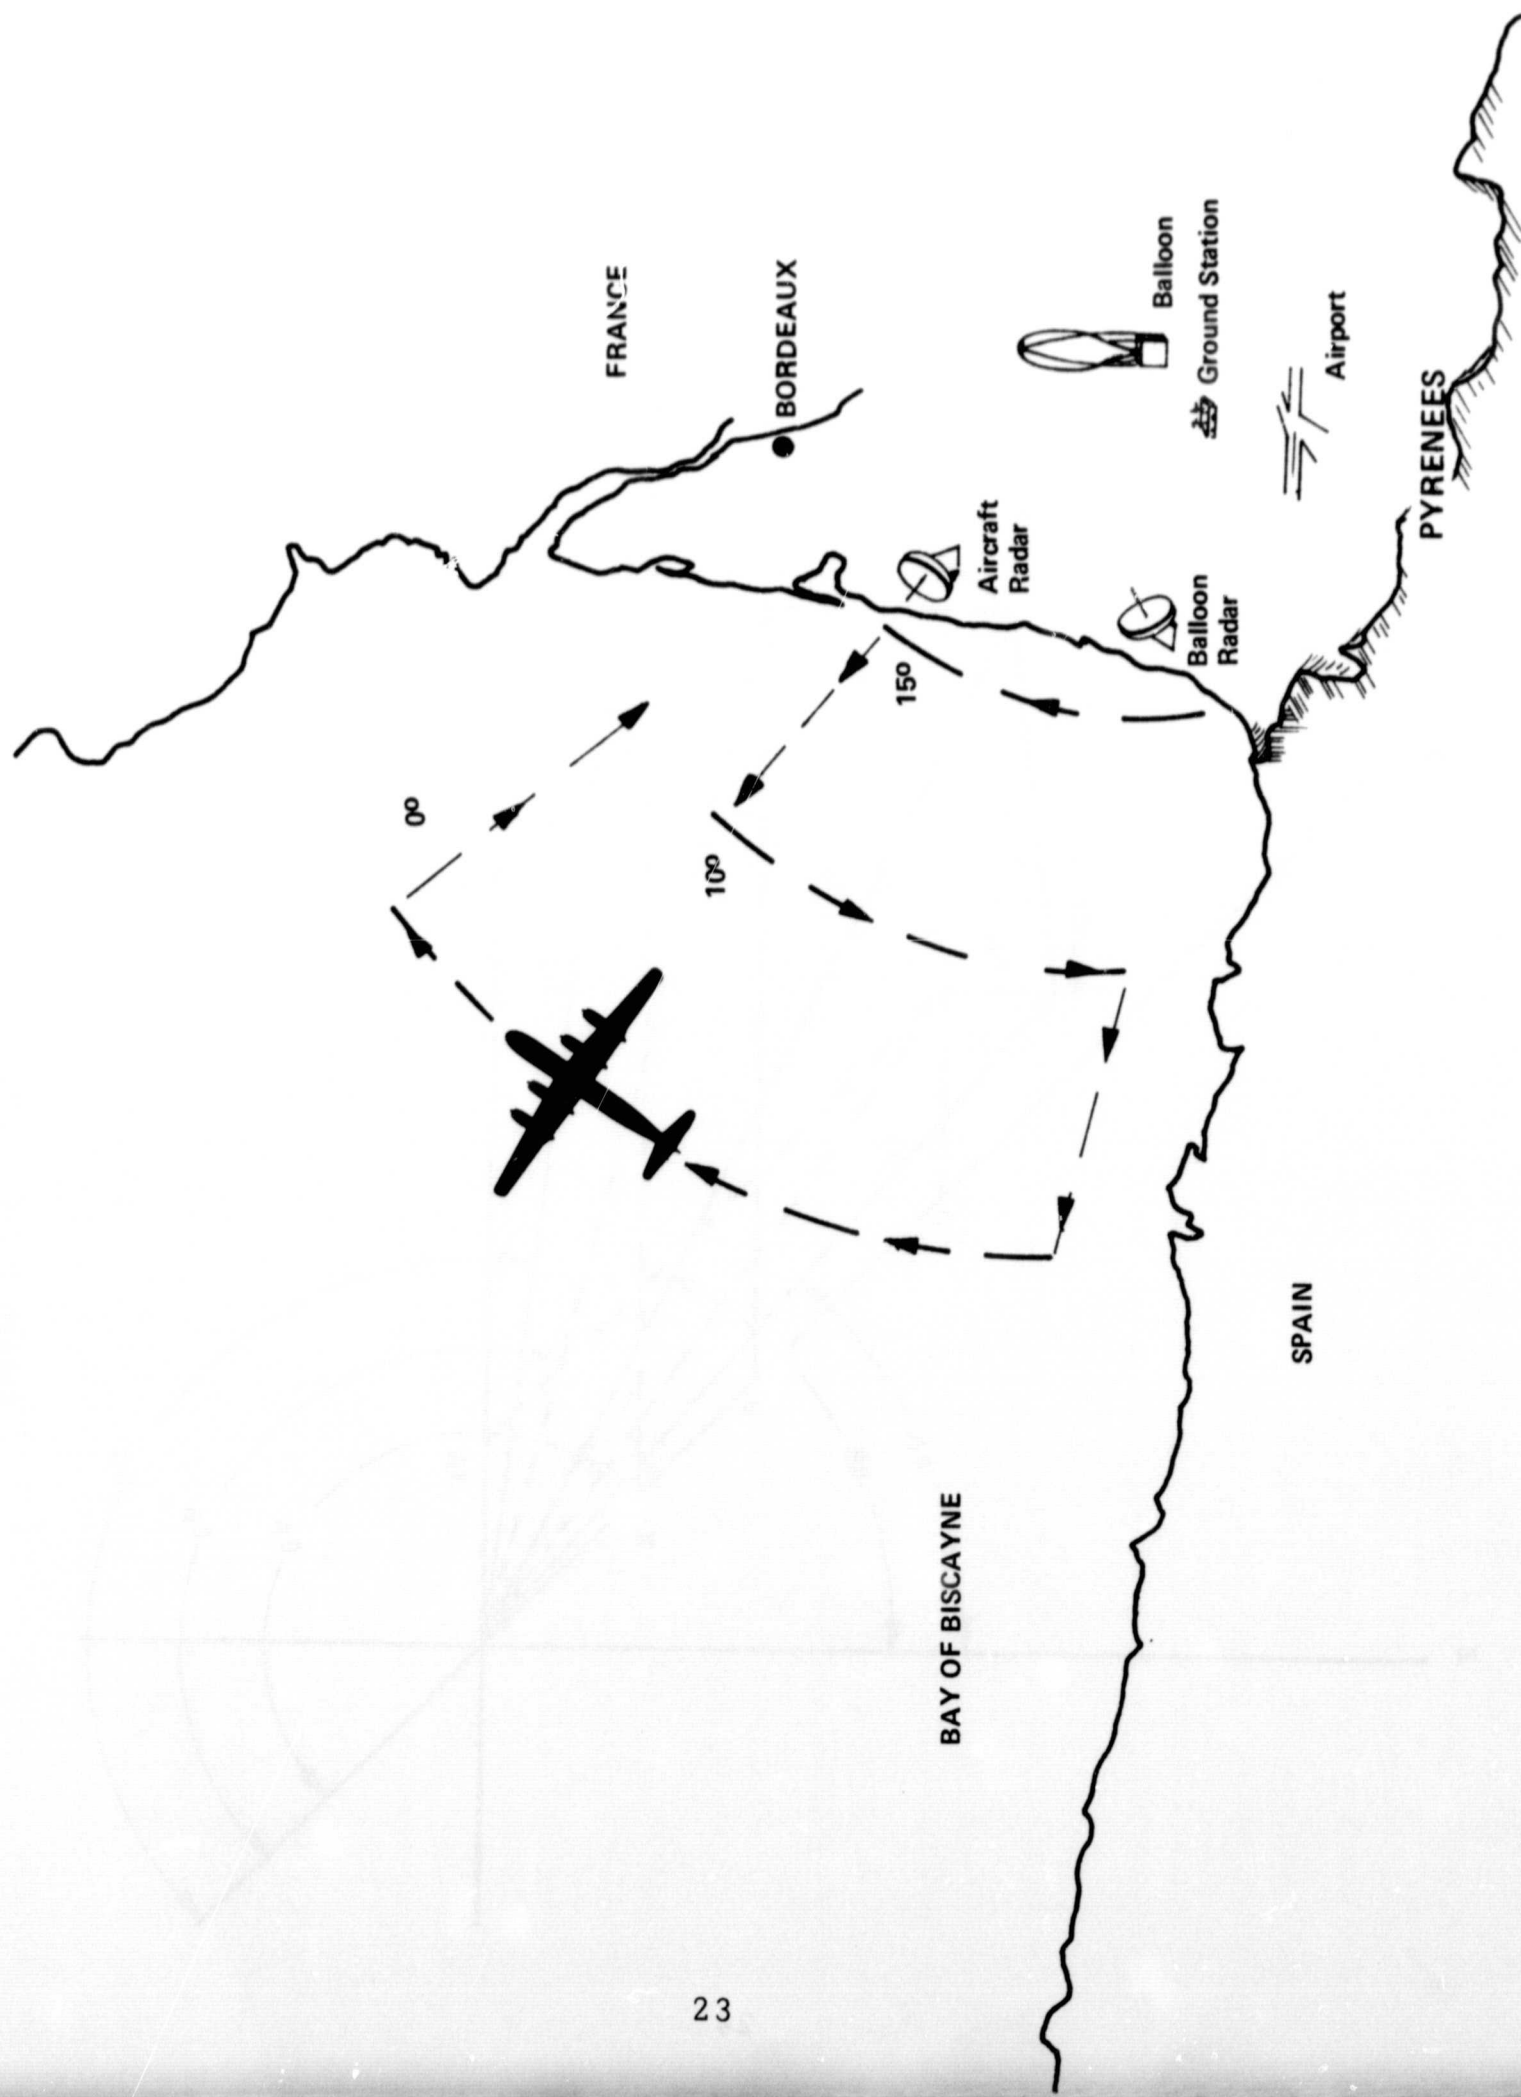 FRANCE
BORDEAUX
0º
10º
15º
Aircraft
Radar
Balloon
Radar
Balloon
Ground Station
Airport
PYRENEES
BAY OF BISCAYNE
SPAIN
23